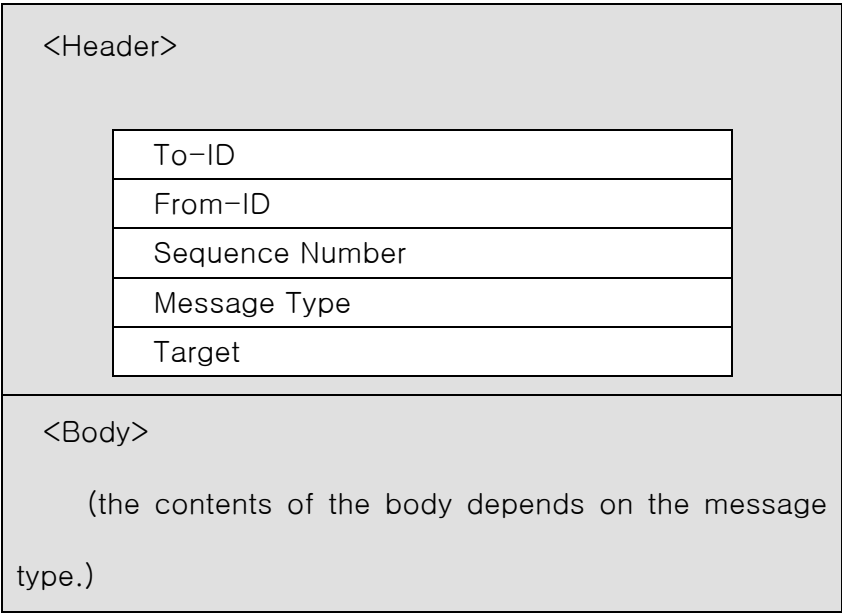 <Header>
To-ID
From-ID
Sequence Number
Message Type
Target
<Body>
(the contents of the body depends on the message
type.)